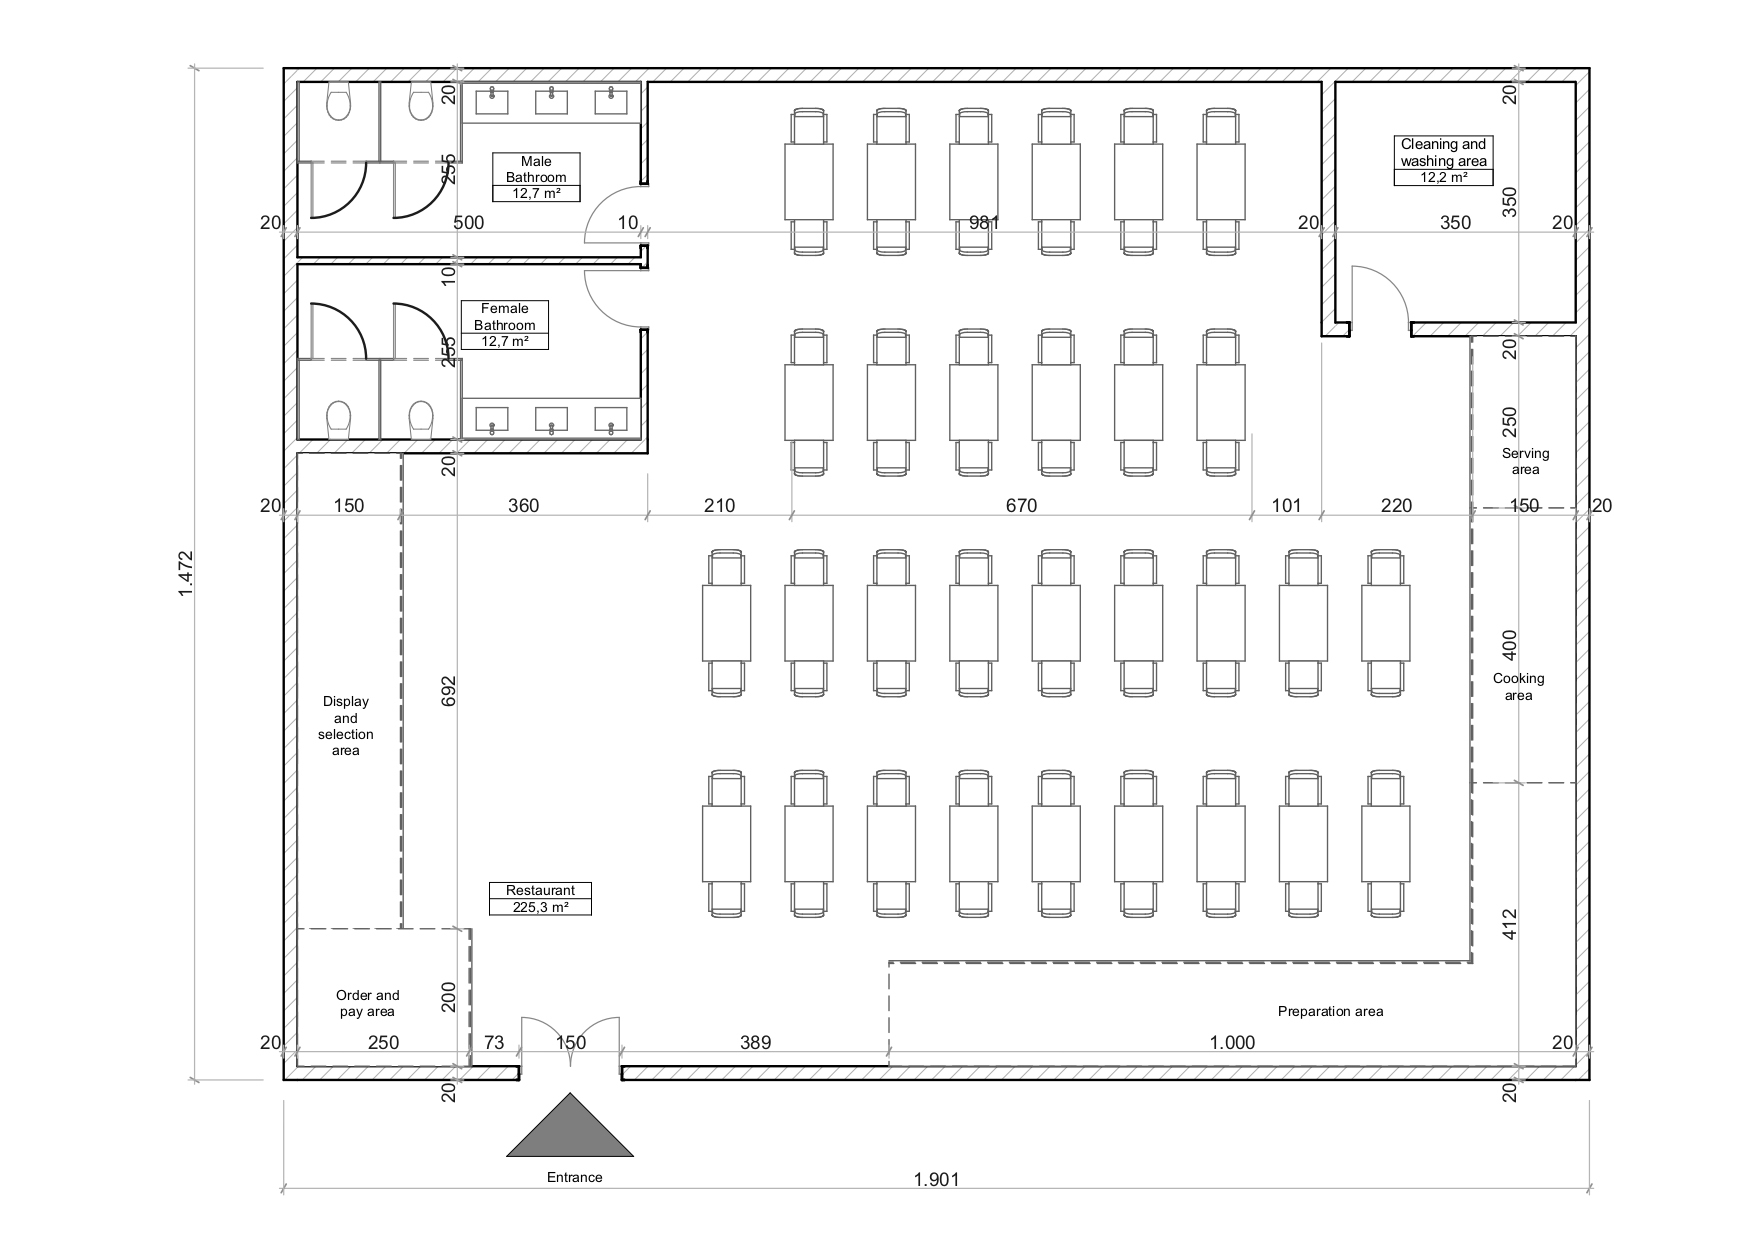 20
20
Male
Bathroom
12,7 m²
255
Cleaning and
washing area
12,2 m²
350
20
500
10
981
20
350
20
10
Female
Bathroom
12,7 m²
255
20
250
Serving
area
20
20
150
360
210
670
101
220
150
20
1.472
400
Cooking
area
692
Display
and
selection
area
Restaurant
225,3 m²
412
Order and
pay area
200
Preparation area
20
250
73
150
389
1.000
20
20
20
Entrance
1.901